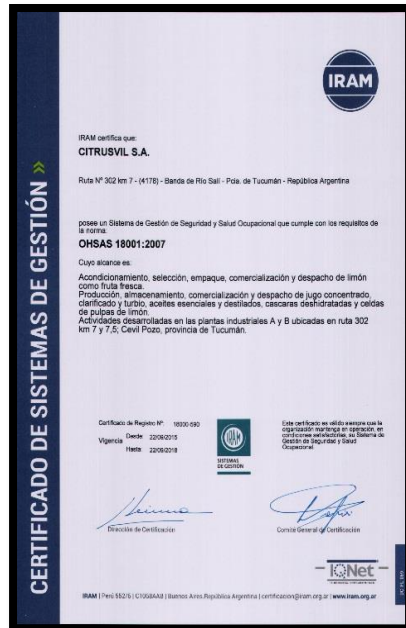 IRAM
CERTIFICADO DE SISTEMAS DE GESTIÓN »
IRAM certifica que:
CITRUSVIL S.A.
Ruta Nº 302 km 7 - (4178) - Banda de Río Salí - Pcia. de Tucumán - República Argentina
posee un Sistema de Gestión de Seguridad y Salud Ocupacional que cumple con los requisitos de
la norma:
OHSAS 18001:2007
Cuyo alcance es:
Acondicionamiento, selección, empaque, comercialización y despacho de limón
como fruta fresca.
Producción, almacenamiento, comercialización y despacho de jugo concentrado,
clarificado y turbio, aceites esenciales y destilados, cascaras deshidratadas y celdas
de pulpas de limón.
Actividades desarrolladas en las plantas industriales A y B ubicadas en ruta 302
km 7 y 7,5; Cevil Pozo, provincia de Tucumán.
Certificado de Registro Nº: 18000-590
Vigencia Desde 22/09/2015
Hasta 22/09/2018
IRAM
SISTEMAS
DE GESTIÓN
Este certificado es válido siempre que la
organización mantenga en operación, en
condiciones satisfactorias, su Sistema de
Gestión de Seguridad y Salud
Ocupacional
Dirección de Certificación
Comité General de Certificación
IQNet
IRAM | Perú 552/6 | C1068AAB | Buenos Aires, República Argentina | certificacion@iram.org.ar | www.iram.org.ar